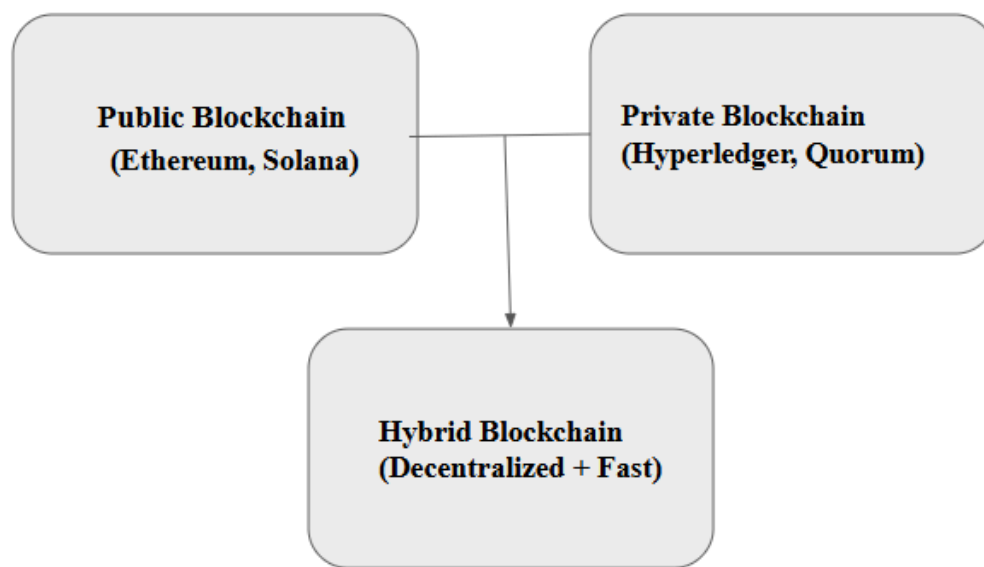 Public Blockchain
(Ethereum, Solana)
Private Blockchain
(Hyperledger, Quorum)
Hybrid Blockchain
(Decentralized + Fast)